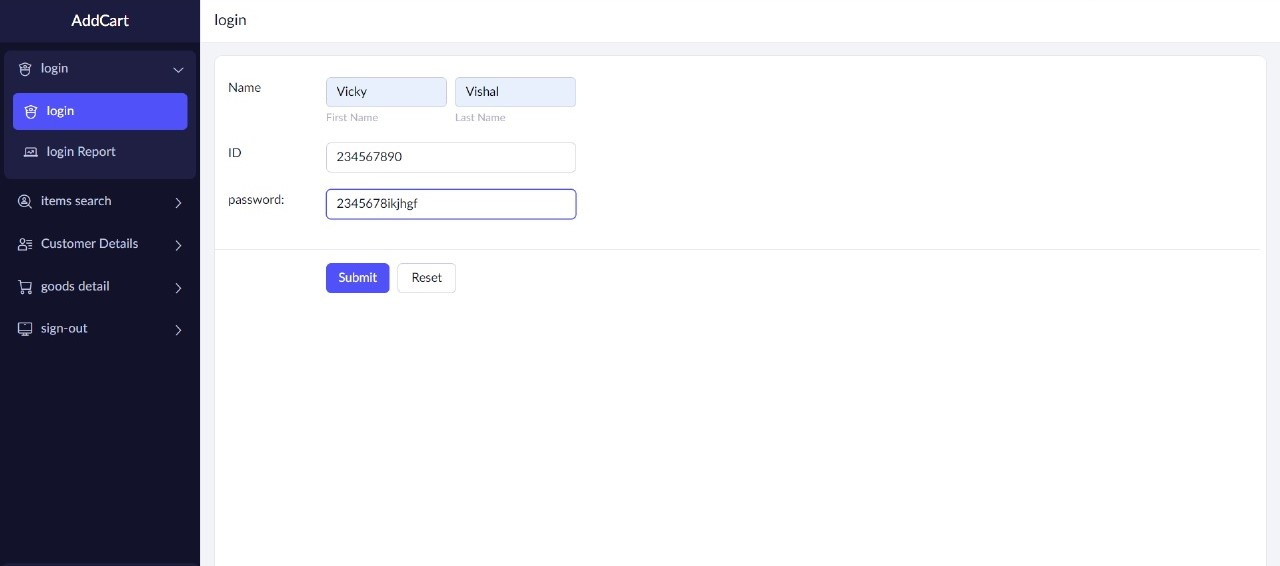 AddCart
login
login
login
login Report
items search
Customer Details
goods detail
sign-out
Name
Vicky Vishal
First Name Last Name
ID
234567890
password:
2345678ikjhgf
Submit Reset